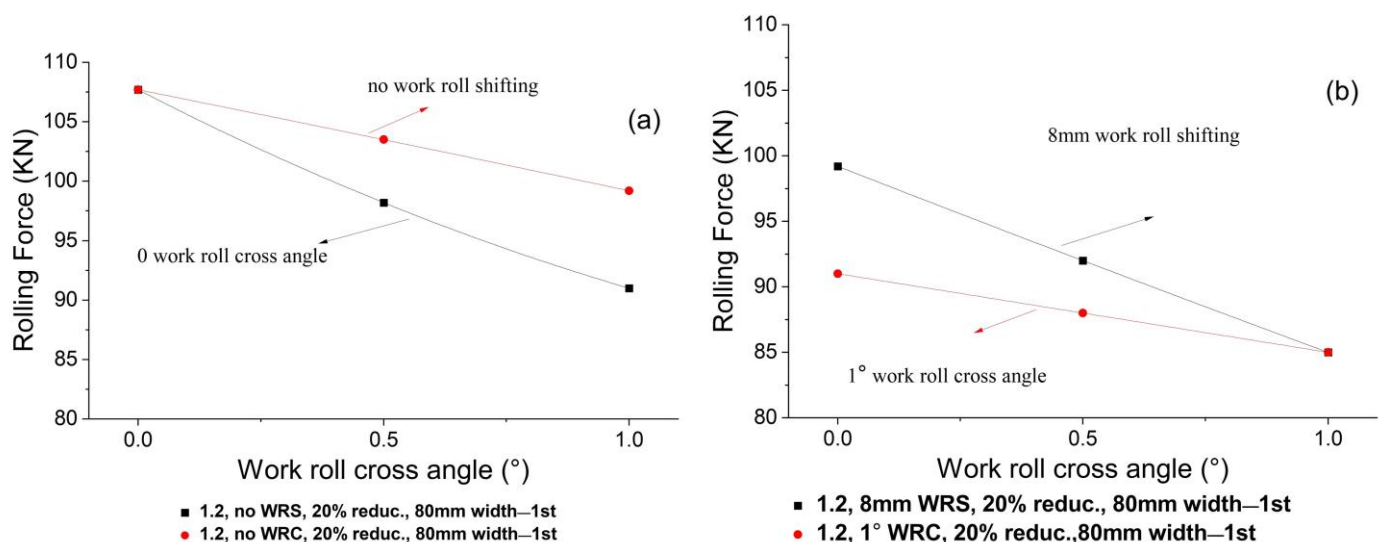 110
105
100
95
90
85
80
Rolling Force (KN)
no work roll shifting
(a)
0 work roll cross angle
0.0
0.5
1.0
Work roll cross angle (°)
■ 1.2, no WRS, 20% reduc., 80mm width—1st
● 1.2, no WRC, 20% reduc., 80mm width—1st
110
105
100
95
90
85
80
Rolling Force (KN)
(b)
8mm work roll shifting
1° work roll cross angle
0.0
0.5
1.0
Work roll cross angle (°)
■ 1.2, 8mm WRS, 20% reduc., 80mm width—1st
● 1.2, 1° WRC, 20% reduc.,80mm width—1st